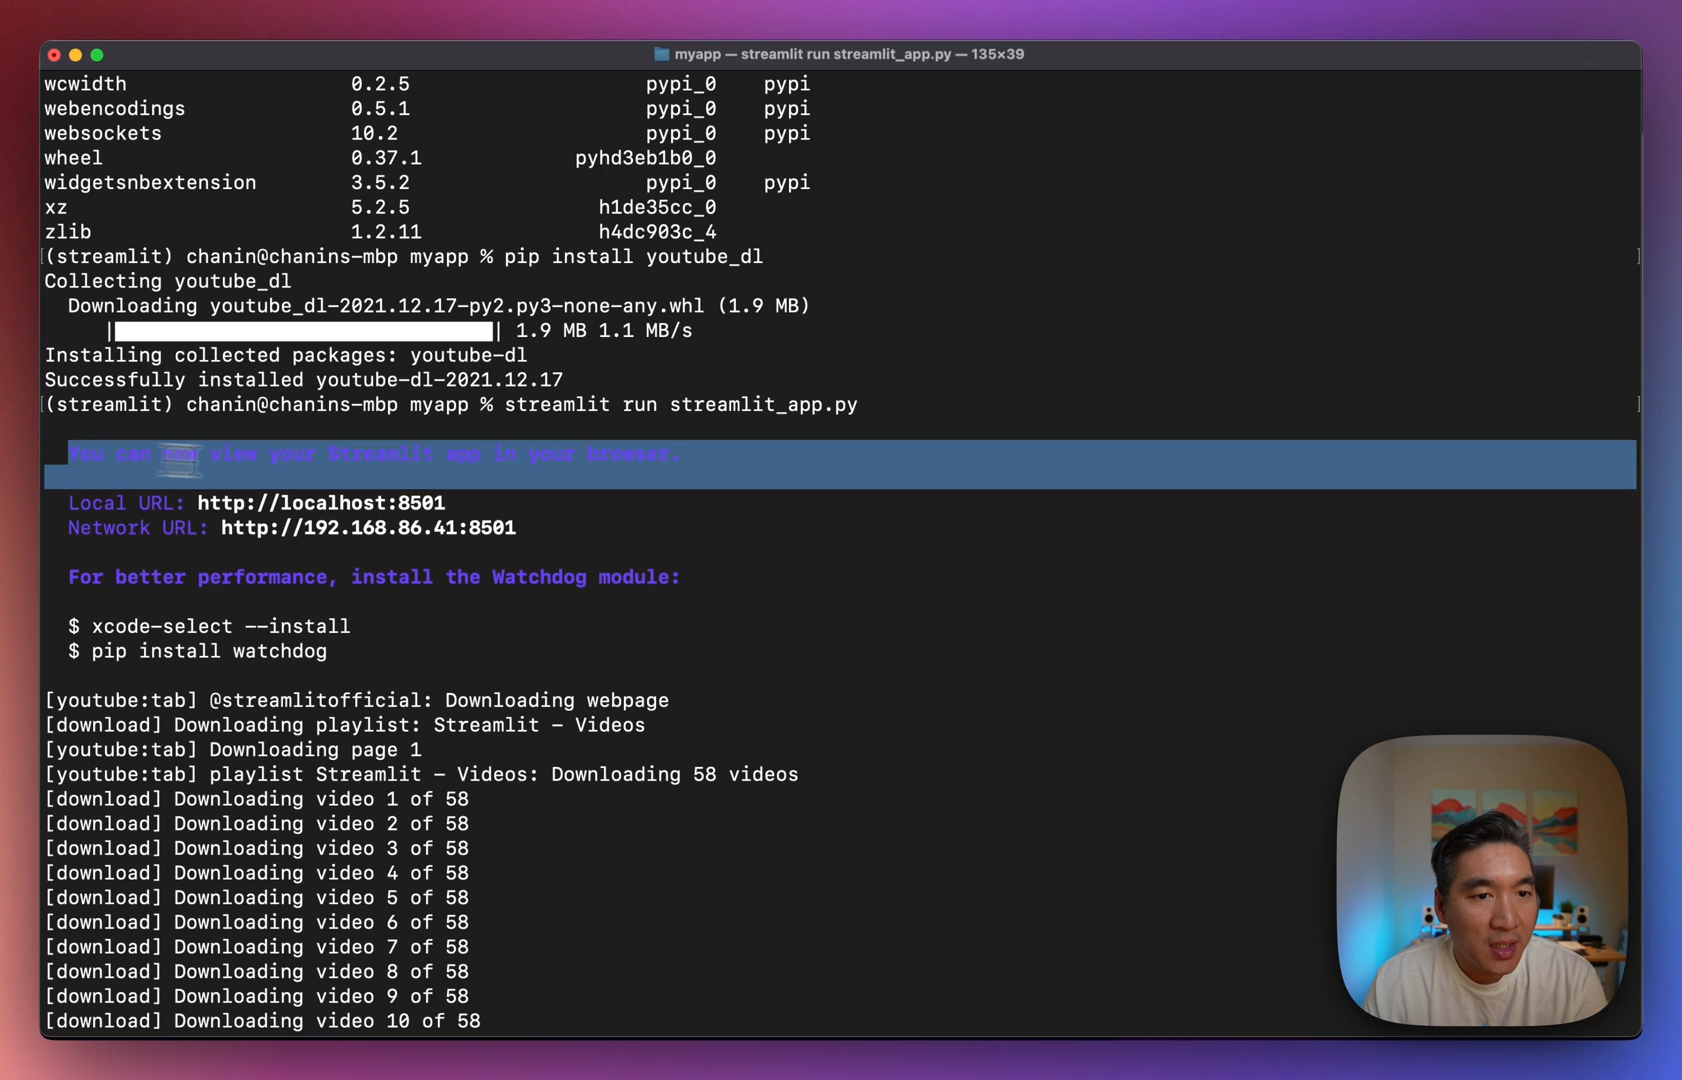 myapp — streamlit run streamlit_app.py — 135×39
wcwidth 0.2.5 pypi_0 pypi
webencodings 0.5.1 pypi_0 pypi
websockets 10.2 pypi_0 pypi
wheel 0.37.1 pyhd3eb1b0_0
widgetsnbextension 3.5.2 pypi_0 pypi
xz 5.2.5 h1de35cc_0
zlib 1.2.11 h4dc903c_4
[(streamlit) chanin@chanins-mbp myapp % pip install youtube_dl ]
Collecting youtube_dl
Downloading youtube_dl-2021.12.17-py2.py3-none-any.whl (1.9 MB)
|████████████████████████████████| 1.9 MB 1.1 MB/s
Installing collected packages: youtube-dl
Successfully installed youtube-dl-2021.12.17
[(streamlit) chanin@chanins-mbp myapp % streamlit run streamlit_app.py ]
You can now view your Streamlit app in your browser.
Local URL: http://localhost:8501
Network URL: http://192.168.86.41:8501
For better performance, install the Watchdog module:
$ xcode-select --install
$ pip install watchdog
[youtube:tab] @streamlitofficial: Downloading webpage
[download] Downloading playlist: Streamlit - Videos
[youtube:tab] Downloading page 1
[youtube:tab] playlist Streamlit - Videos: Downloading 58 videos
[download] Downloading video 1 of 58
[download] Downloading video 2 of 58
[download] Downloading video 3 of 58
[download] Downloading video 4 of 58
[download] Downloading video 5 of 58
[download] Downloading video 6 of 58
[download] Downloading video 7 of 58
[download] Downloading video 8 of 58
[download] Downloading video 9 of 58
[download] Downloading video 10 of 58